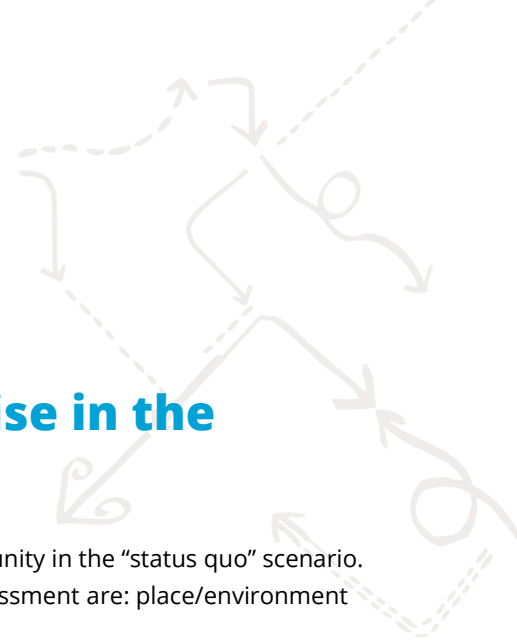 ise in the
unity in the “status quo” scenario.
ssment are: place/environment